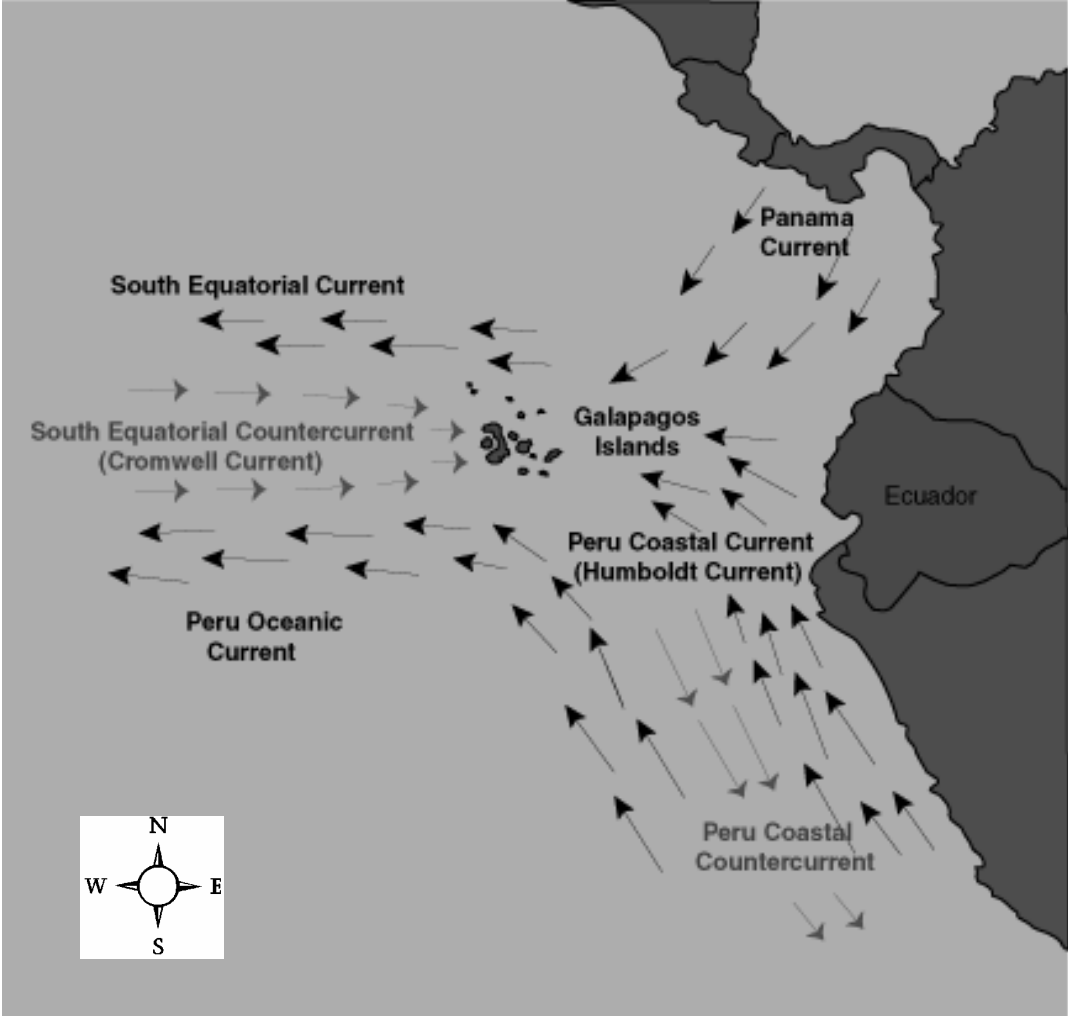 Panama
Current
South Equatorial Current
Galapagos
Islands
South Equatorial Countercurrent
(Cromwell Current)
Ecuador
Peru Coastal Current
(Humboldt Current)
Peru Oceanic
Current
Peru Coastal
Countercurrent
N
W E
S